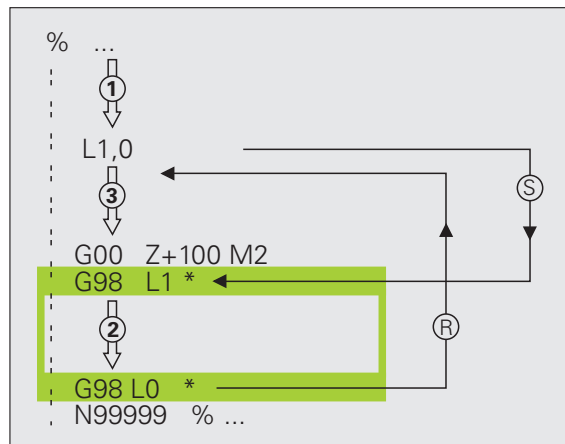 % ...
1
L1,0
S
3
G00 Z+100 M2
G98 L1 *
2
R
G98 L0 *
N99999 % ...